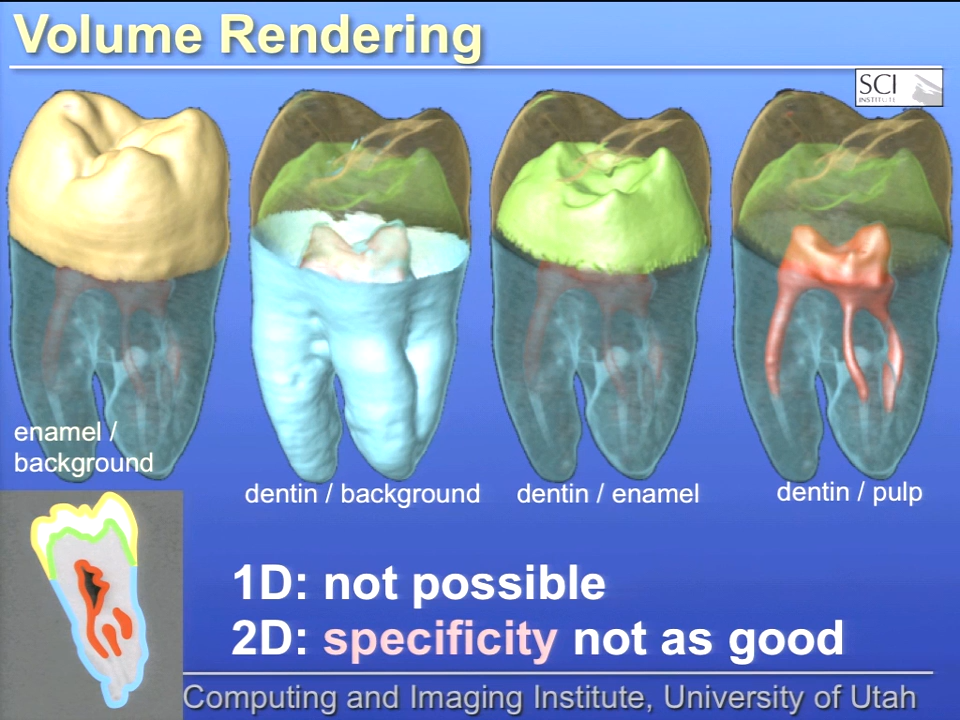 Volume Rendering
SCI
INSTITUTE
enamel /
background
dentin / background
dentin / enamel
dentin / pulp
1D: not possible
2D: specificity not as good
Computing and Imaging Institute, University of Utah